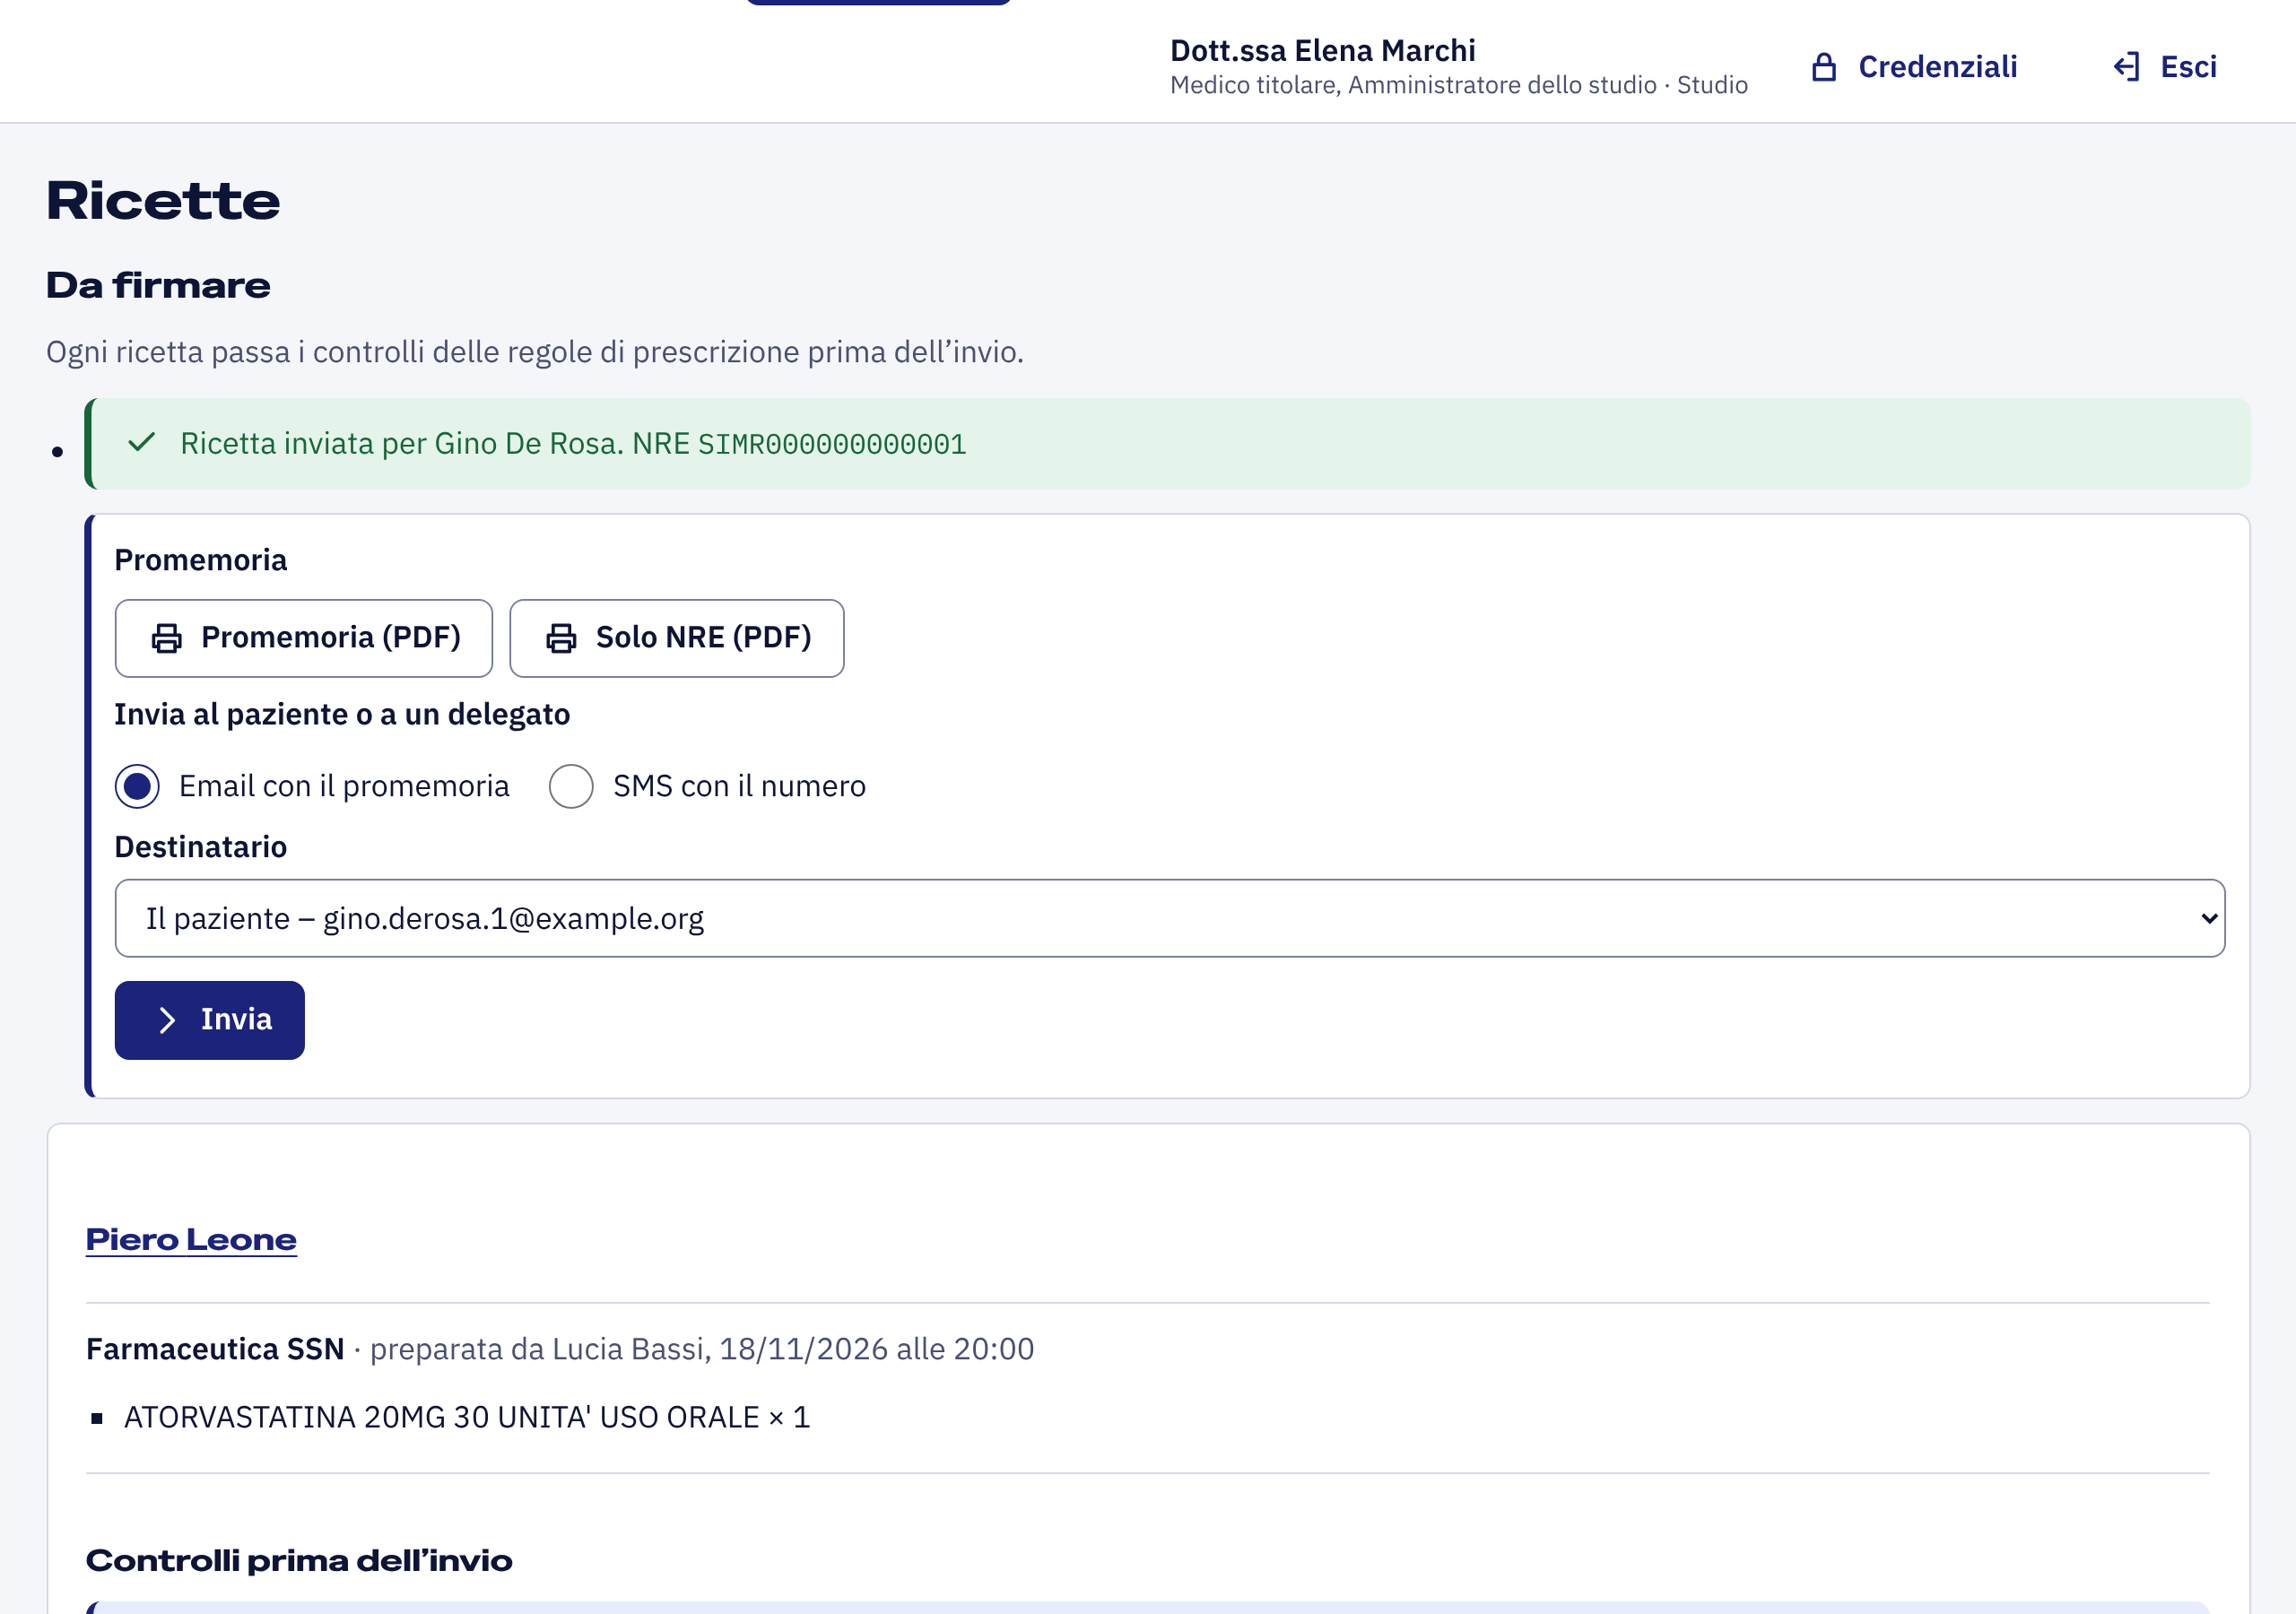 Dott.ssa Elena Marchi
Medico titolare, Amministratore dello studio · Studio
Credenziali
Esci
Ricette
Da firmare
Ogni ricetta passa i controlli delle regole di prescrizione prima dell’invio.
Ricetta inviata per Gino De Rosa. NRE SIMR000000000001
Promemoria
Promemoria (PDF)
Solo NRE (PDF)
Invia al paziente o a un delegato
Email con il promemoria
SMS con il numero
Destinatario
Il paziente – gino.derosa.1@example.org
Invia
Piero Leone
Farmaceutica SSN · preparata da Lucia Bassi, 18/11/2026 alle 20:00
ATORVASTATINA 20MG 30 UNITA' USO ORALE × 1
Controlli prima dell’invio